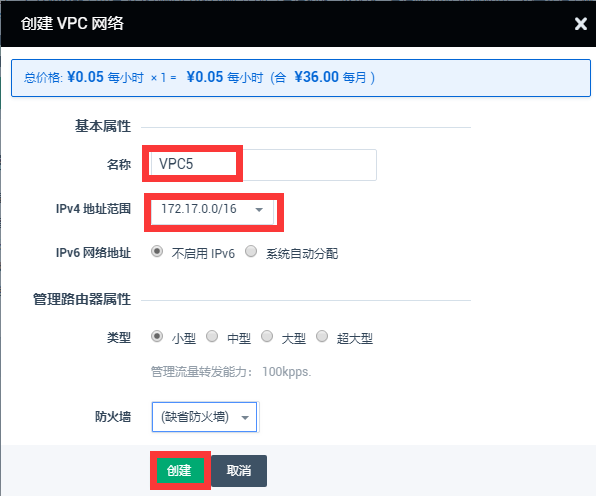 创建 VPC 网络
总价格: ¥0.05 每小时 × 1 = ¥0.05 每小时 (合 ¥36.00 每月 )
基本属性
名称 VPC5
IPv4 地址范围 172.17.0.0/16
IPv6 网络地址 不启用 IPv6 系统自动分配
管理路由器属性
类型 小型 中型 大型 超大型
管理流量转发能力： 100kpps.
防火墙 (缺省防火墙)
创建 取消